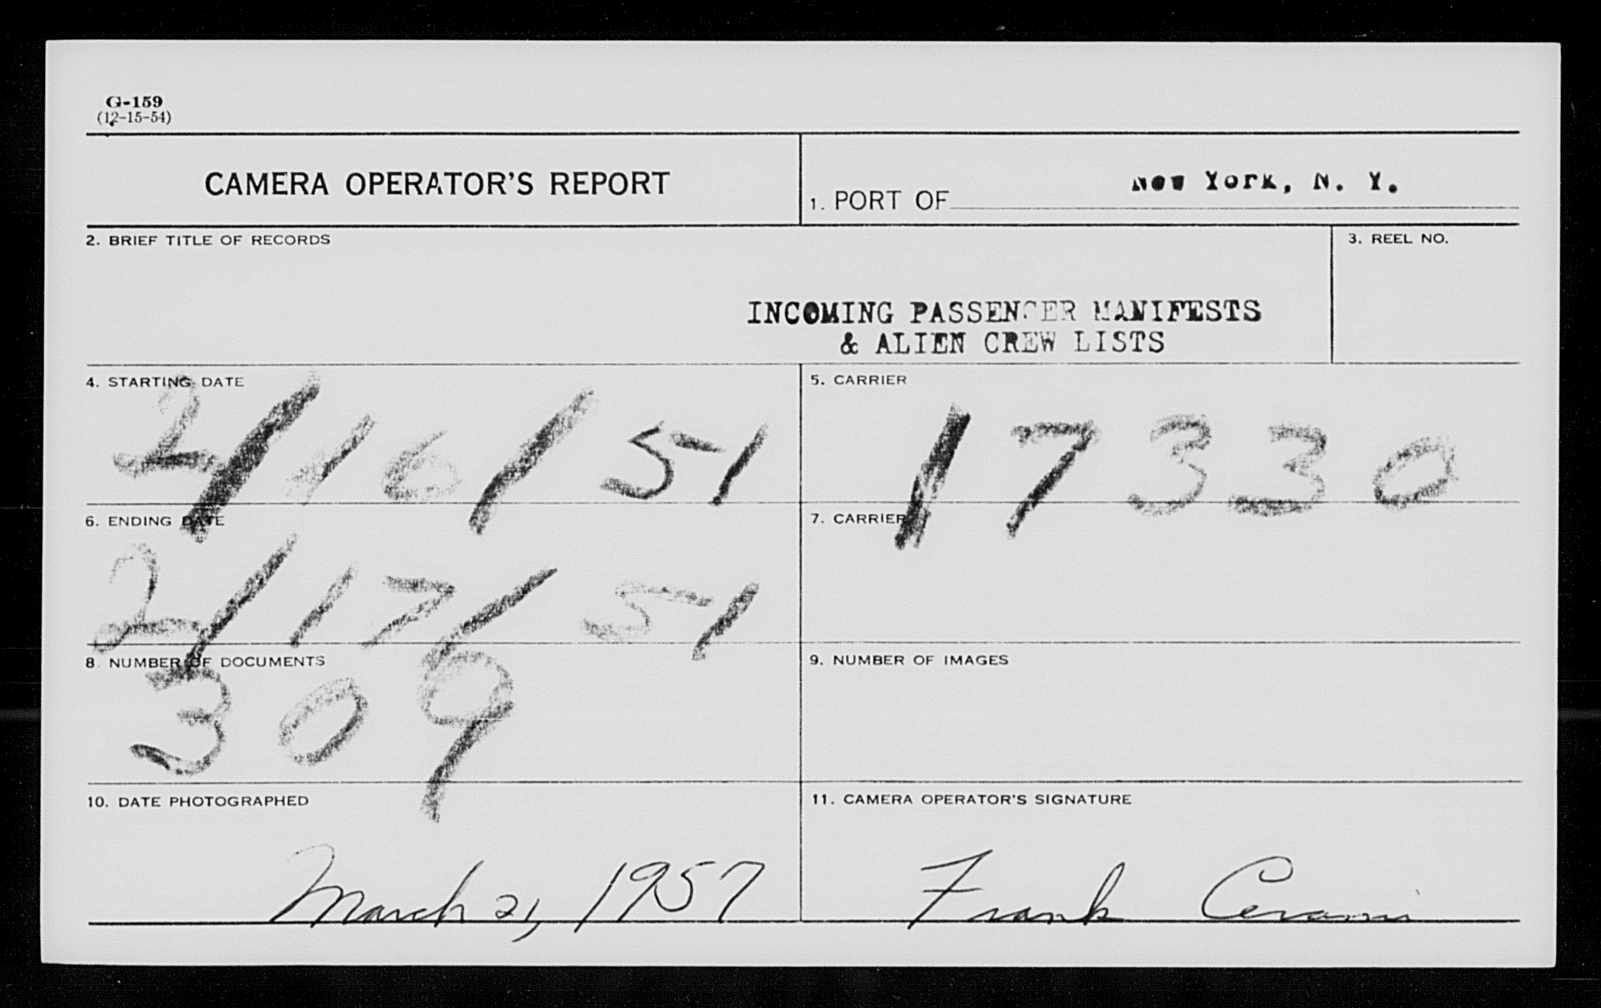 G-159
(12-15-54)
CAMERA OPERATOR'S REPORT
1. PORT OF New York, N. Y.
2. BRIEF TITLE OF RECORDS
3. REEL NO.
INCOMING PASSENGER MANIFESTS
& ALIEN CREW LISTS
4. STARTING DATE
2/16/51
5. CARRIER
17330
6. ENDING DATE
2/17/51
7. CARRIER
8. NUMBER OF DOCUMENTS
309
9. NUMBER OF IMAGES
10. DATE PHOTOGRAPHED
March 21, 1957
11. CAMERA OPERATOR'S SIGNATURE
Frank Cerami